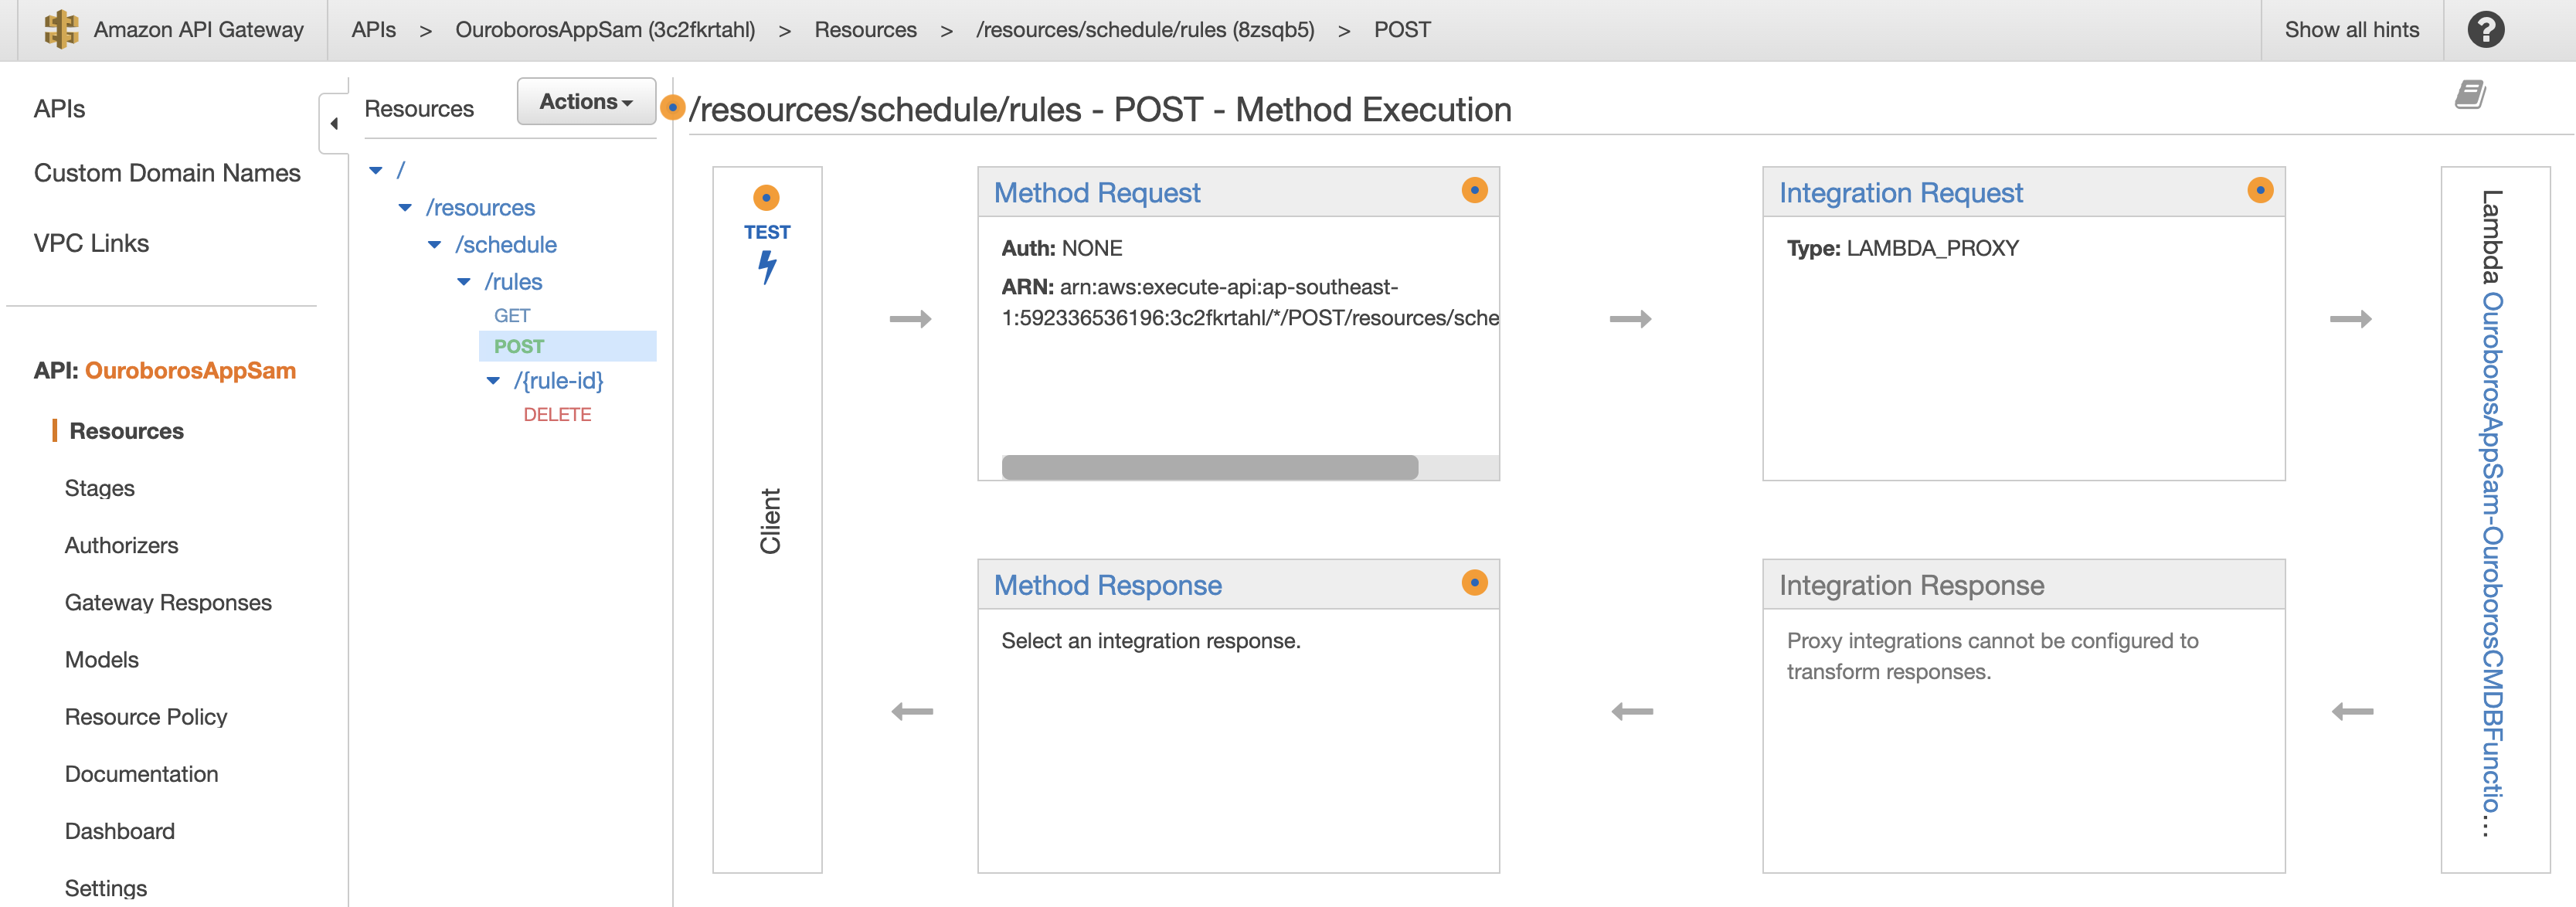 Amazon API Gateway
APIs > OuroborosAppSam (3c2fkrtahl) > Resources > /resources/schedule/rules (8zsqb5) > POST
Show all hints
?
APIs
Custom Domain Names
VPC Links
API: OuroborosAppSam
Resources
Stages
Authorizers
Gateway Responses
Models
Resource Policy
Documentation
Dashboard
Settings
Resources
Actions
/
/resources
/schedule
/rules
GET
POST
/{rule-id}
DELETE
/resources/schedule/rules - POST - Method Execution
TEST
Client
Method Request
Auth: NONE
ARN: arn:aws:execute-api:ap-southeast-
1:592336536196:3c2fkrtahl/*/POST/resources/sche
Integration Request
Type: LAMBDA_PROXY
Method Response
Select an integration response.
Integration Response
Proxy integrations cannot be configured to
transform responses.
Lambda OuroborosAppSam-OuroborosCMDBFunctio...